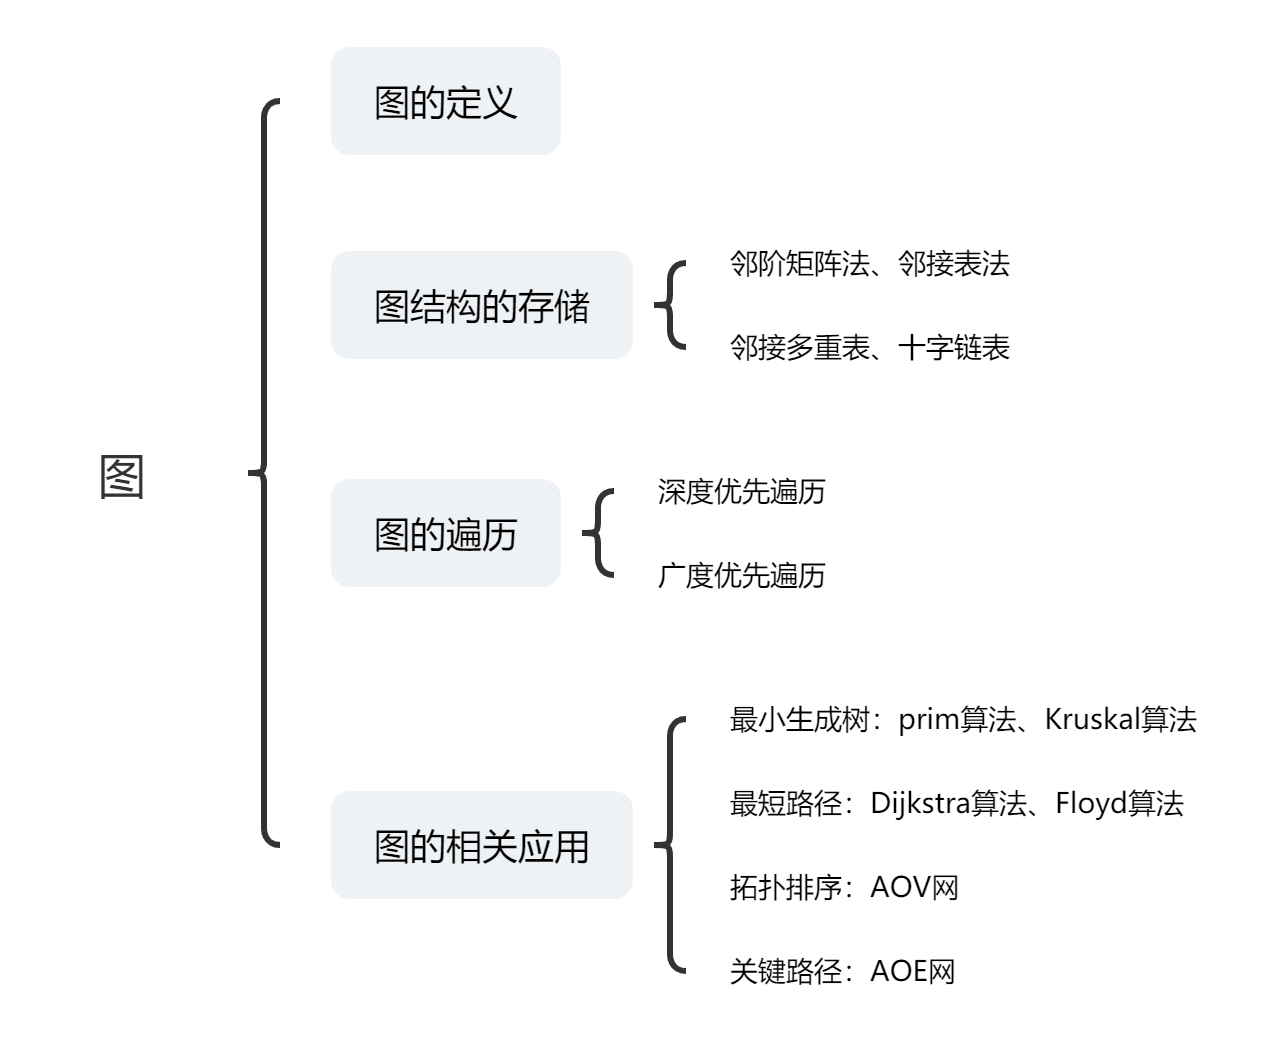 图
图的定义
图结构的存储
邻阶矩阵法、邻接表法
邻接多重表、十字链表
图的遍历
深度优先遍历
广度优先遍历
图的相关应用
最小生成树：prim算法、Kruskal算法
最短路径：Dijkstra算法、Floyd算法
拓扑排序：AOV网
关键路径：AOE网